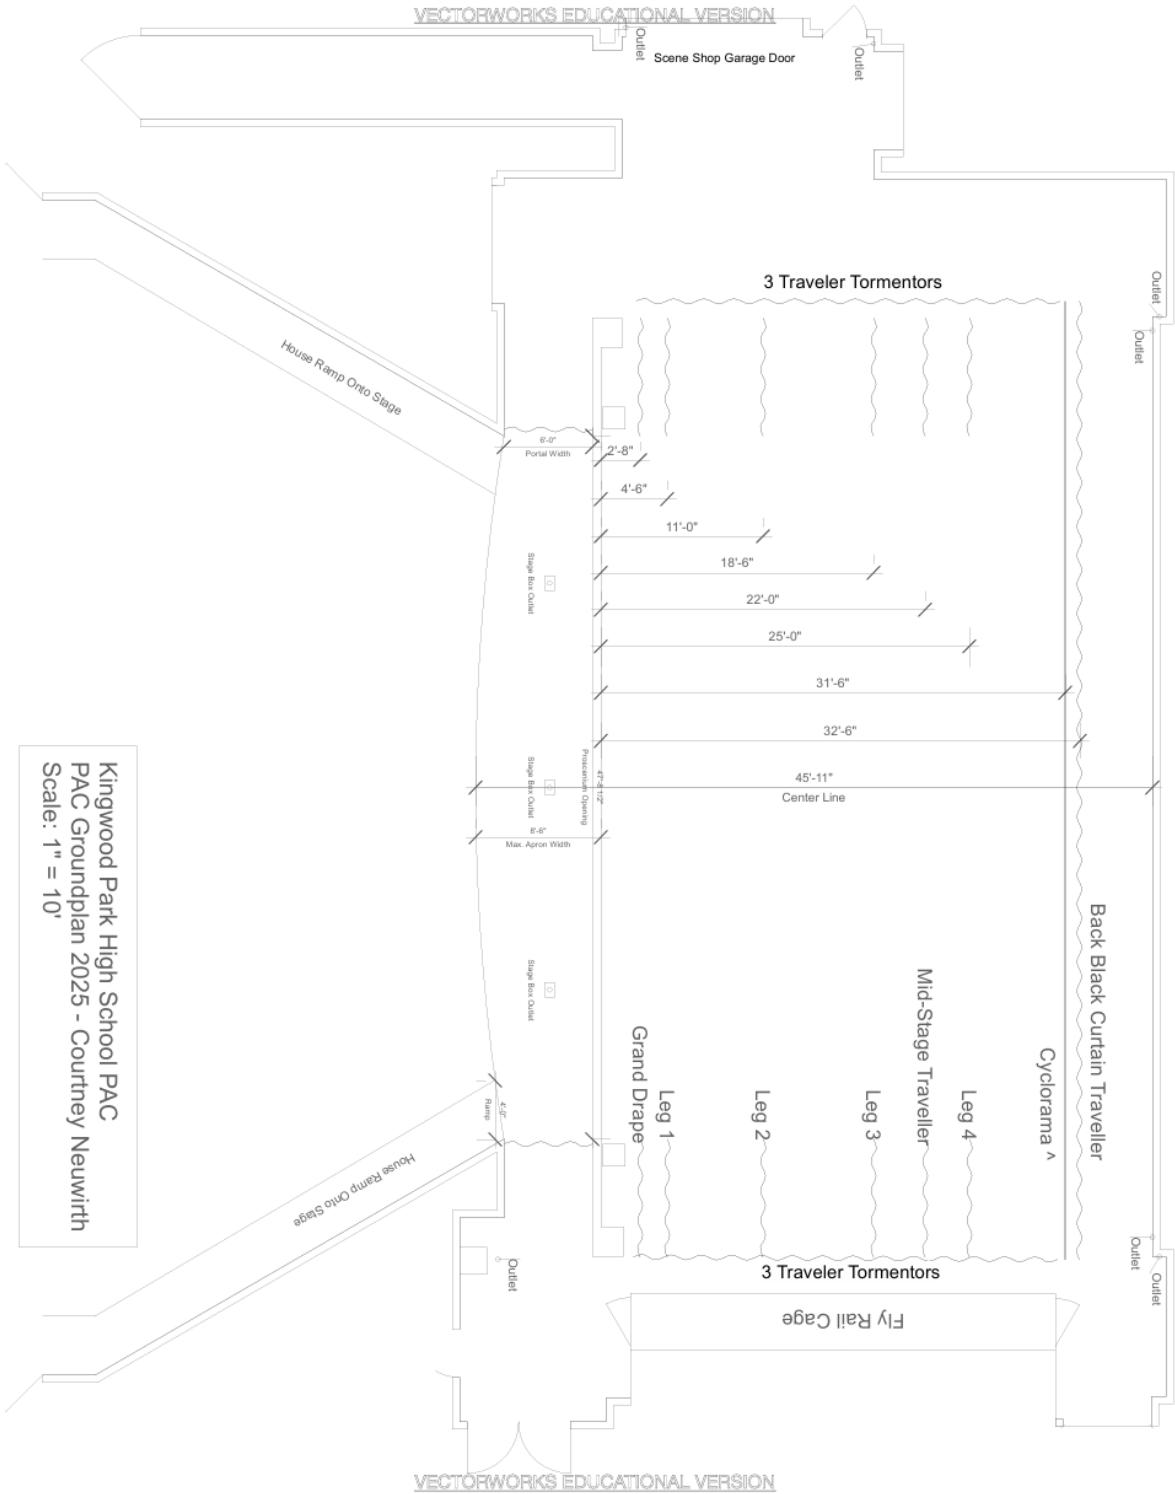 VECTORWORKS EDUCATIONAL VERSION
Outlet
Scene Shop Garage Door
Outlet
3 Traveler Tormentors
Outlet
Outlet
House Ramp Onto Stage
6'-0"
Portal Width
2'-8"
4'-6"
11'-0"
Stage Box Outlet
18'-6"
22'-0"
25'-0"
31'-6"
32'-6"
Proscenium Opening
47'-8 1/2"
Stage Box Outlet
45'-11"
Center Line
8'-6"
Max. Apron Width
Kingwood Park High School PAC
PAC Groundplan 2025 - Courtney Neuwirth
Scale: 1" = 10'
Stage Box Outlet
Grand Drape
Leg 1
Leg 2
Leg 3
Mid-Stage Traveller
Leg 4
Cyclorama ^
Back Black Curtain Traveller
4'-0"
Ramp
House Ramp Onto Stage
Outlet
3 Traveler Tormentors
Outlet
Outlet
Fly Rail Cage
VECTORWORKS EDUCATIONAL VERSION